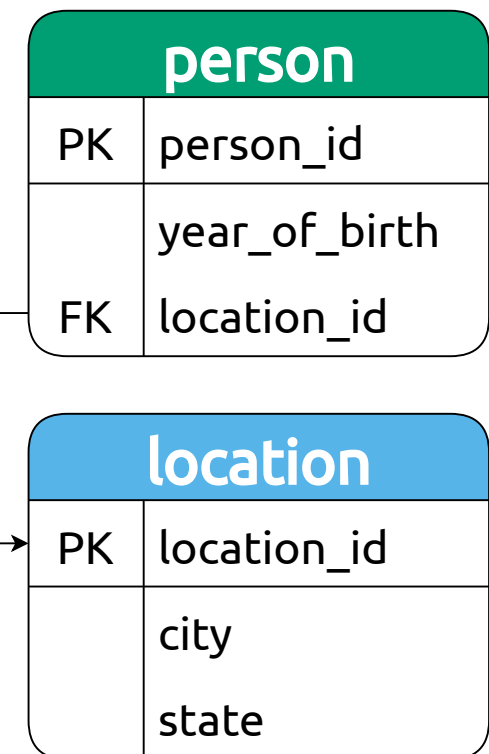 person
PK person_id
year_of_birth
FK location_id
location
PK location_id
city
state